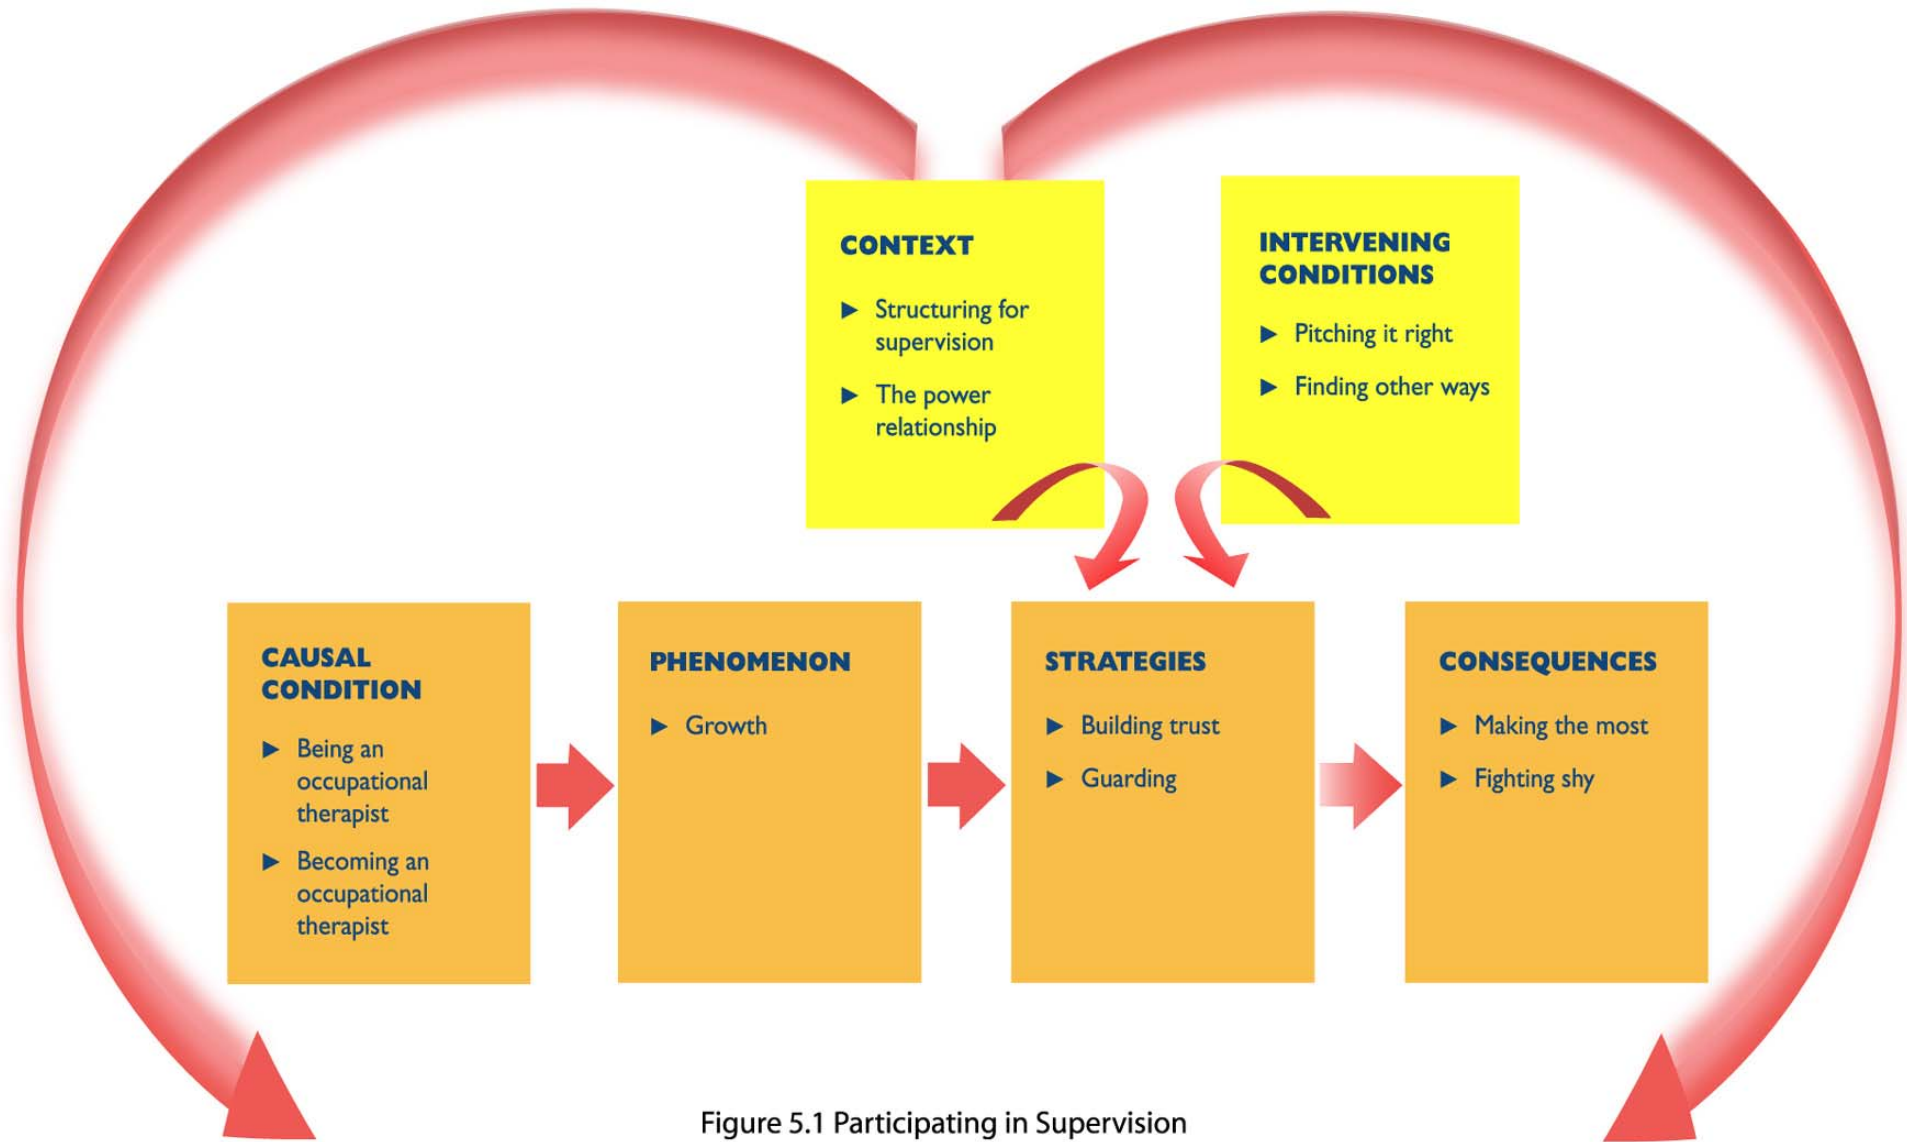 CONTEXT
► Structuring for
supervision
► The power
relationship
INTERVENING
CONDITIONS
► Pitching it right
► Finding other ways
CAUSAL
CONDITION
► Being an
occupational
therapist
► Becoming an
occupational
therapist
PHENOMENON
► Growth
STRATEGIES
► Building trust
► Guarding
CONSEQUENCES
► Making the most
► Fighting shy
Figure 5.1 Participating in Supervision